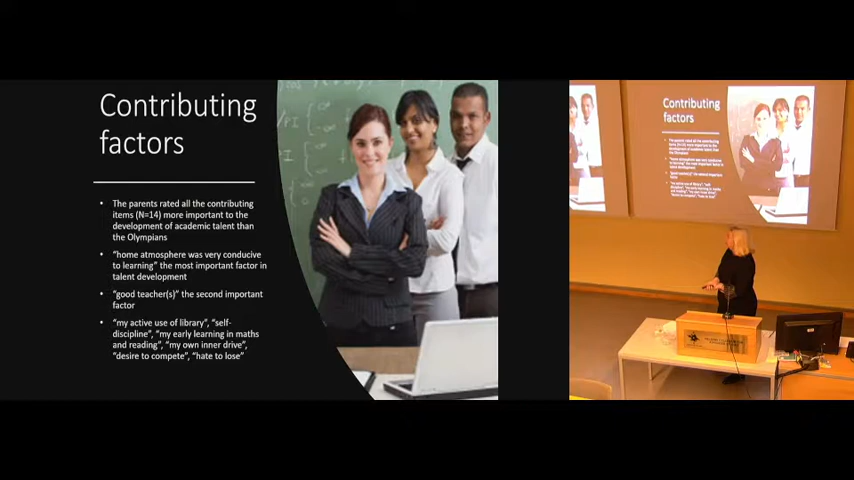 Contributing
factors
• The parents rated all the contributing
items (N=14) more important to the
development of academic talent than
the Olympians
• “home atmosphere was very conducive
to learning” the most important factor in
talent development
• “good teacher(s)” the second important
factor
• “my active use of library”, “self-
discipline”, “my early learning in maths
and reading”, “my own inner drive”,
“desire to compete”, “hate to lose”
Contributing
factors